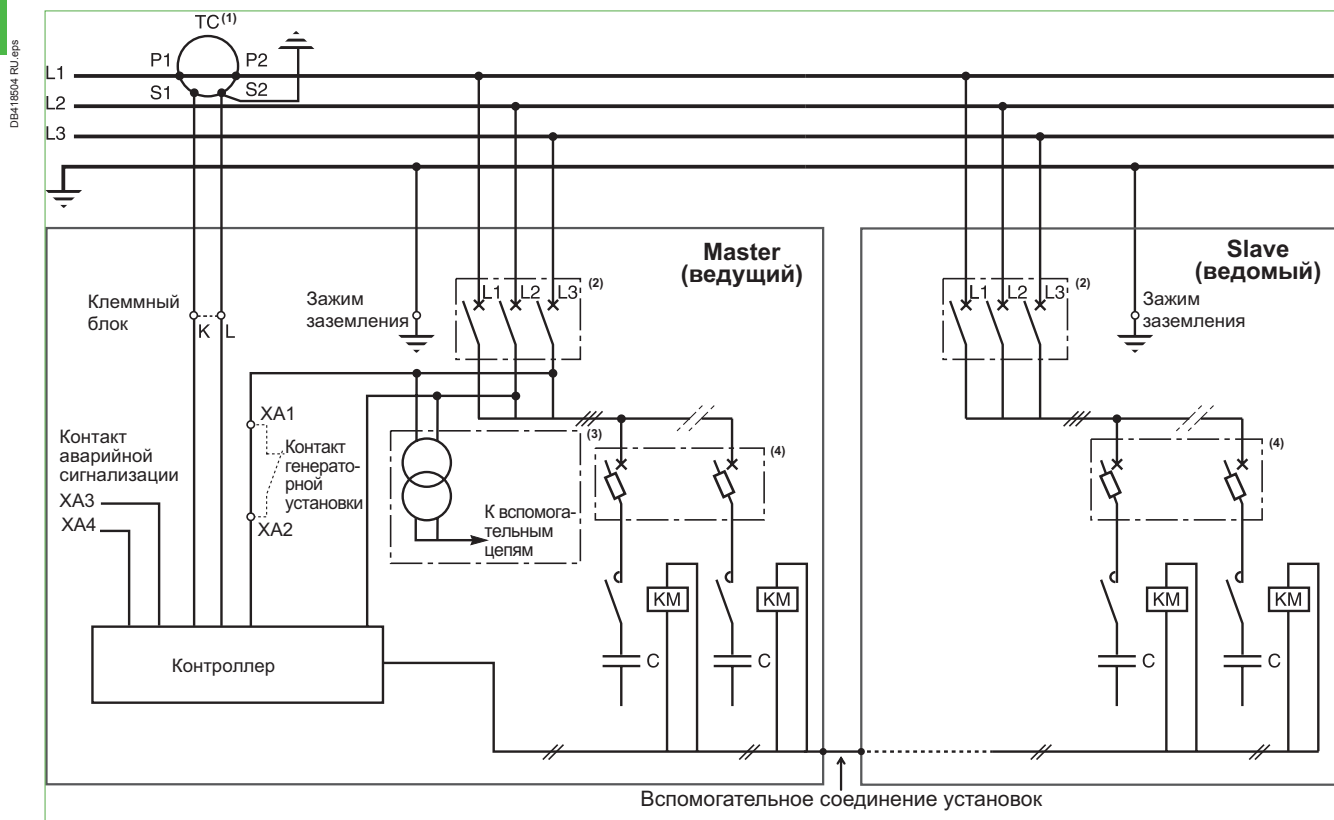 DB418504 RU.eps
TC(1)
P1
P2
L1
S1
S2
L2
L3
Master
(ведущий)
Slave
(ведомый)
Клеммный
блок
K
L
Зажим
заземления
L1
L2
L3
(2)
L1
L2
L3
(2)
Зажим
заземления
XA1
Контакт
генерато-
рной
установки
XA2
Контакт
аварийной
сигнализации
XA3
XA4
(3)
К вспомога-
тельным
цепям
(4)
(4)
KM
KM
KM
KM
C
C
C
C
Контроллер
Вспомогательное соединение установок